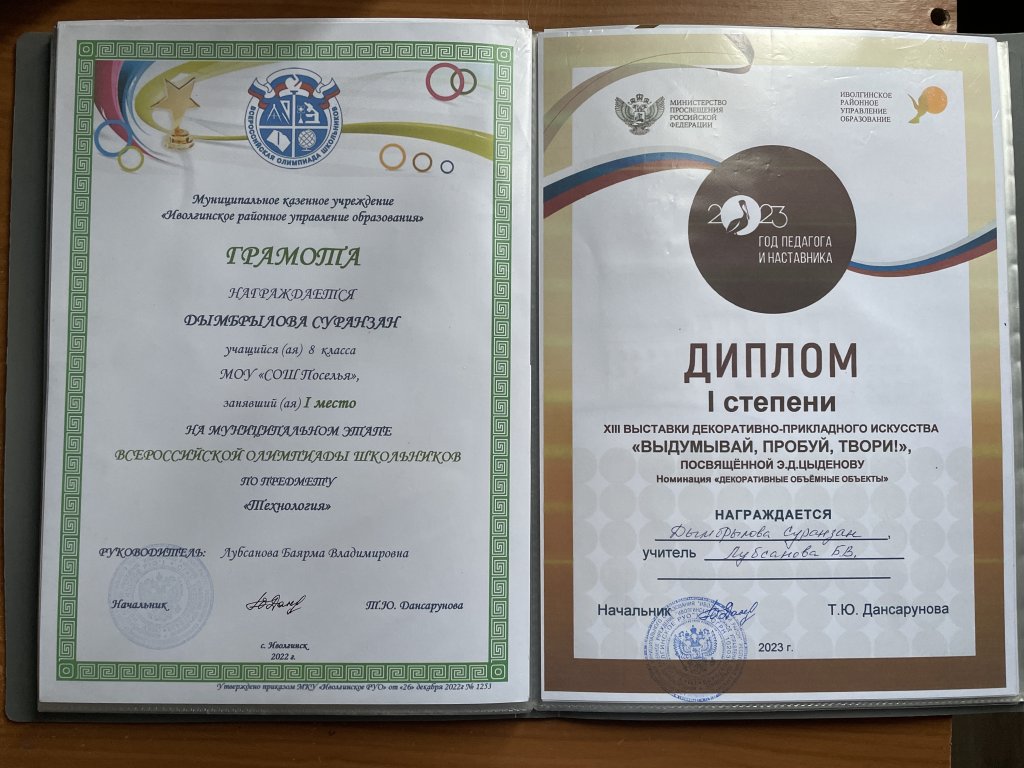 ВСЕРОССИЙСКАЯ ОЛИМПИАДА ШКОЛЬНИКОВ
Муниципальное казенное учреждение
«Иволгинское районное управление образования»
ГРАМОТА
НАГРАЖДАЕТСЯ
ДЫМБРЫЛОВА СУРАНЗАН
учащийся (ая) 8 класса
МОУ «СОШ Поселья»,
занявший (ая) I место
НА МУНИЦИПАЛЬНОМ ЭТАПЕ
ВСЕРОССИЙСКОЙ ОЛИМПИАДЫ ШКОЛЬНИКОВ
ПО ПРЕДМЕТУ
«Технология»
РУКОВОДИТЕЛЬ: Лубсанова Баярма Владимировна
Начальник Т.Ю. Дансарунова
с. Иволгинск
2022 г.
Утверждено приказом МКУ «Иволгинское РУО» от «26» декабря 2022г № 1253
МИНИСТЕРСТВО
ПРОСВЕЩЕНИЯ
РОССИЙСКОЙ
ФЕДЕРАЦИИ
ИВОЛГИНСКОЕ
РАЙОННОЕ
УПРАВЛЕНИЕ
ОБРАЗОВАНИЕ
2023
ГОД ПЕДАГОГА
И НАСТАВНИКА
ДИПЛОМ
I степени
XIII ВЫСТАВКИ ДЕКОРАТИВНО-ПРИКЛАДНОГО ИСКУССТВА
«ВЫДУМЫВАЙ, ПРОБУЙ, ТВОРИ!»,
ПОСВЯЩЁННОЙ Э.Д.ЦЫДЕНОВУ
Номинация «ДЕКОРАТИВНЫЕ ОБЪЁМНЫЕ ОБЪЕКТЫ»
НАГРАЖДАЕТСЯ
Дымбрылова Суранзан,
учитель Лубсанова Б.В.
Начальник Т.Ю. Дансарунова
2023 г.